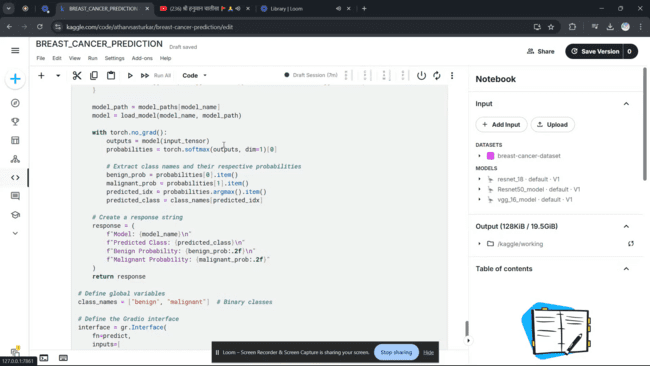 BREAST_CANCER_PREDICTION
Library | Loom
kaggle.com/code/atharvanturkar/breast-cancer-prediction/edit
BREAST_CANCER_PREDICTION
Draft saved
File Edit View Run Settings Add-ons Help
Share
Save Version
0
Run All
Code
Draft Session (7m)
}
model_path = model_paths[model_name]
model = load_model(model_name, model_path)
with torch.no_grad():
outputs = model(input_tensor)
probabilities = torch.softmax(outputs, dim=1)[0]
# Extract class names and their respective probabilities
benign_prob = probabilities[0].item()
malignant_prob = probabilities[1].item()
predicted_idx = probabilities.argmax().item()
predicted_class = class_names[predicted_idx]
# Create a response string
response = (
f"Model: {model_name}\n"
f"Predicted Class: {predicted_class}\n"
f"Benign Probability: {benign_prob:.2f}\n"
f"Malignant Probability: {malignant_prob:.2f}"
)
return response
# Define global variables
class_names = ["benign", "malignant"] # Binary classes
# Define the Gradio interface
interface = gr.Interface(
fn=predict,
inputs=[
Notebook
Input
+ Add Input
Upload
DATASETS
breast-cancer-dataset
MODELS
resnet_18 · default · V1
Resnet50_model · default · V1
vgg_16_model · default · V1
Output (128KiB / 19.5GiB)
/kaggle/working
Table of contents
Loom – Screen Recorder & Screen Capture is sharing your screen.
Stop sharing
Hide
127.0.0.1:7861